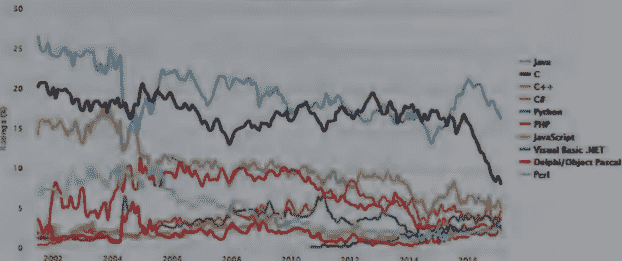 30
25
20
15
10
5
0
Ratings (%)
2002
2004
2006
2008
2010
2012
2014
2016
Java
C
C++
C#
Python
PHP
JavaScript
Visual Basic .NET
Delphi/Object Pascal
Perl